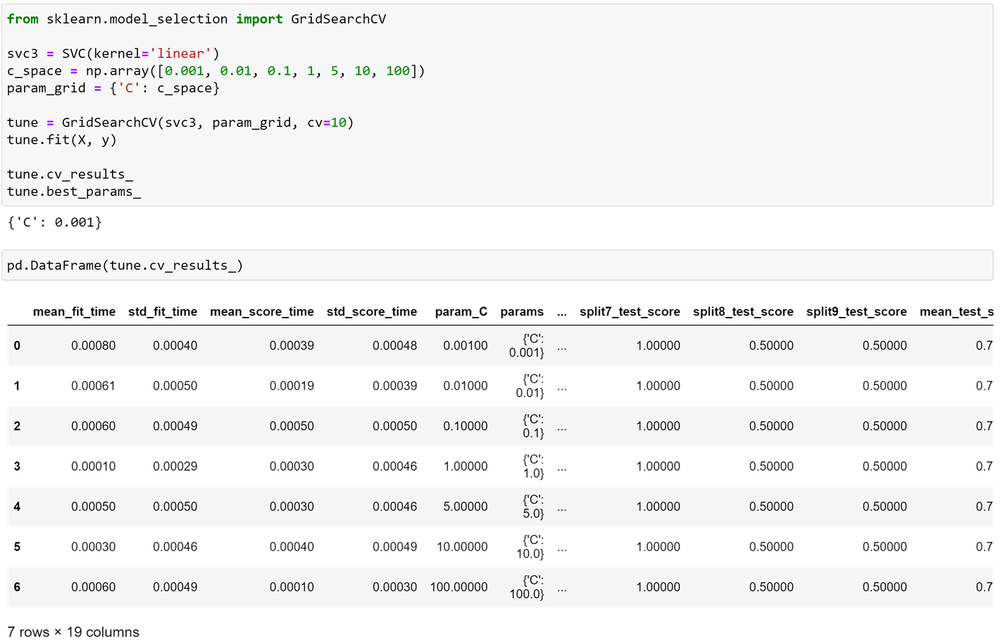 from sklearn.model_selection import GridSearchCV
svc3 = SVC(kernel='linear')
c_space = np.array([0.001, 0.01, 0.1, 1, 5, 10, 100])
param_grid = {'C': c_space}
tune = GridSearchCV(svc3, param_grid, cv=10)
tune.fit(X, y)
tune.cv_results_
tune.best_params_
{'C': 0.001}
pd.DataFrame(tune.cv_results_)
mean_fit_time std_fit_time mean_score_time std_score_time param_C params ... split7_test_score split8_test_score split9_test_score mean_test_s
0 0.00080 0.00040 0.00039 0.00048 0.00100 {'C': 0.001} ... 1.00000 0.50000 0.50000 0.7
1 0.00061 0.00050 0.00019 0.00039 0.01000 {'C': 0.01} ... 1.00000 0.50000 0.50000 0.7
2 0.00060 0.00049 0.00050 0.00050 0.10000 {'C': 0.1} ... 1.00000 0.50000 0.50000 0.7
3 0.00010 0.00029 0.00030 0.00046 1.00000 {'C': 1.0} ... 1.00000 0.50000 0.50000 0.7
4 0.00050 0.00050 0.00030 0.00046 5.00000 {'C': 5.0} ... 1.00000 0.50000 0.50000 0.7
5 0.00030 0.00046 0.00040 0.00049 10.00000 {'C': 10.0} ... 1.00000 0.50000 0.50000 0.7
6 0.00060 0.00049 0.00010 0.00030 100.00000 {'C': 100.0} ... 1.00000 0.50000 0.50000 0.7
7 rows × 19 columns